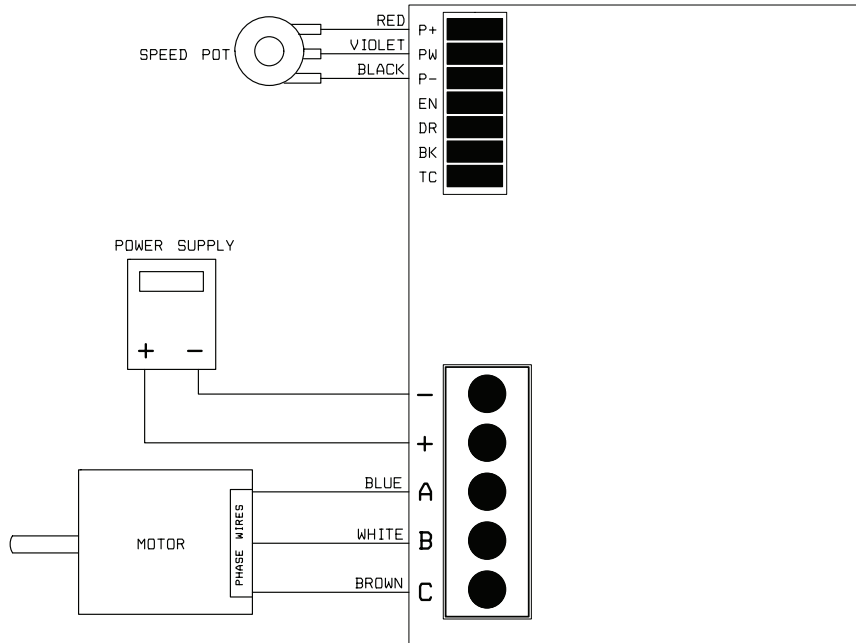 RED
P+
SPEED POT
VIOLET
PW
BLACK
P-
EN
DR
BK
TC
POWER SUPPLY
+ -
-
+
BLUE
A
MOTOR
PHASE WIRES
WHITE
B
BROWN
C